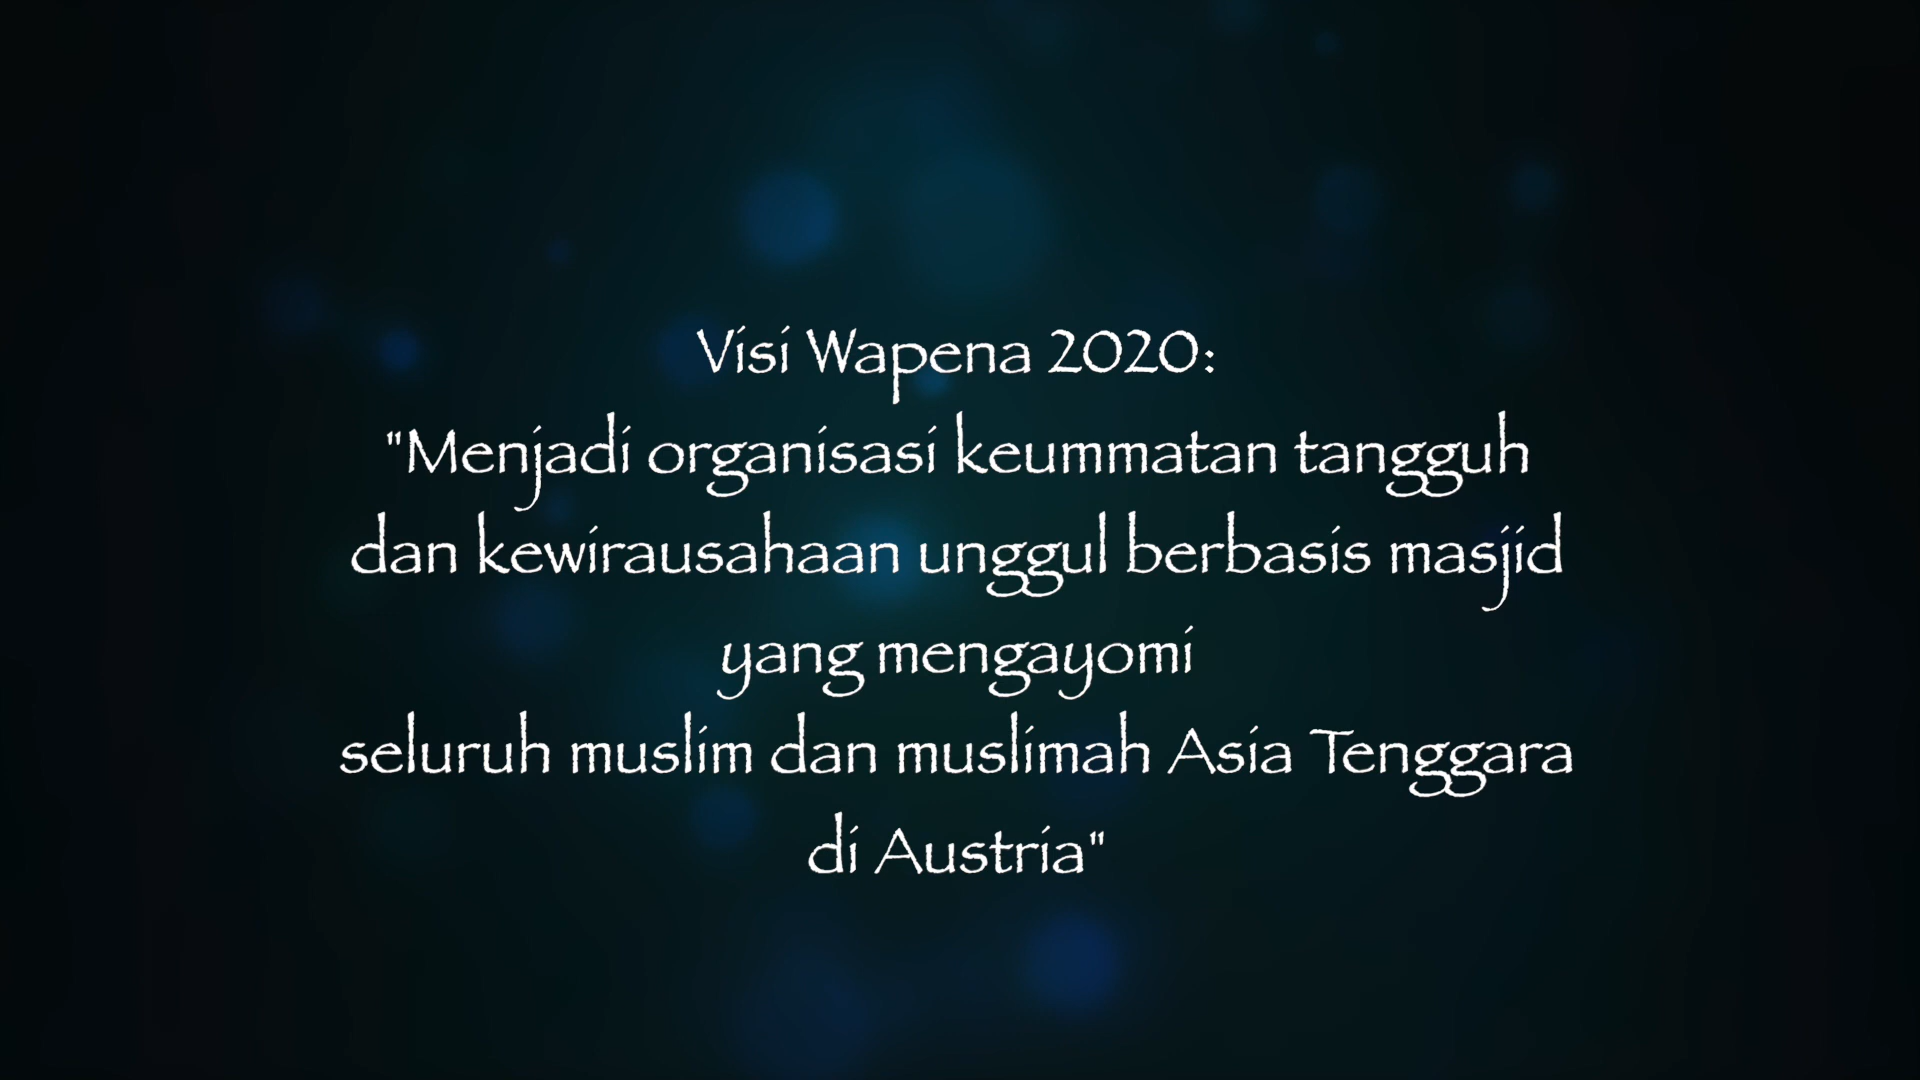 Visi Wapena 2020:
"Menjadi organisasi keummatan tangguh
dan kewirausahaan unggul berbasis masjid
yang mengayomi
seluruh muslim dan muslimah Asia Tenggara
di Austria"